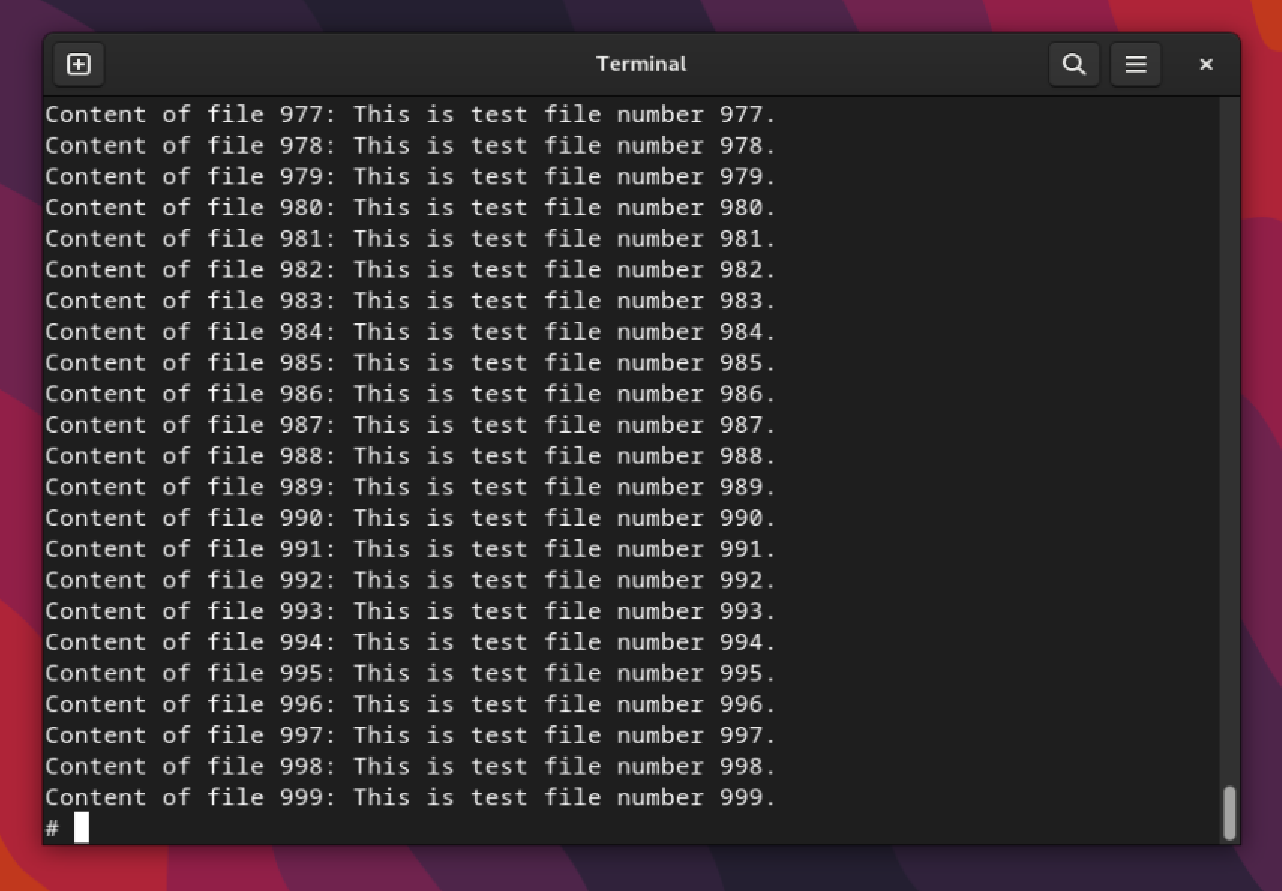 Terminal
Content of file 977: This is test file number 977.
Content of file 978: This is test file number 978.
Content of file 979: This is test file number 979.
Content of file 980: This is test file number 980.
Content of file 981: This is test file number 981.
Content of file 982: This is test file number 982.
Content of file 983: This is test file number 983.
Content of file 984: This is test file number 984.
Content of file 985: This is test file number 985.
Content of file 986: This is test file number 986.
Content of file 987: This is test file number 987.
Content of file 988: This is test file number 988.
Content of file 989: This is test file number 989.
Content of file 990: This is test file number 990.
Content of file 991: This is test file number 991.
Content of file 992: This is test file number 992.
Content of file 993: This is test file number 993.
Content of file 994: This is test file number 994.
Content of file 995: This is test file number 995.
Content of file 996: This is test file number 996.
Content of file 997: This is test file number 997.
Content of file 998: This is test file number 998.
Content of file 999: This is test file number 999.
#